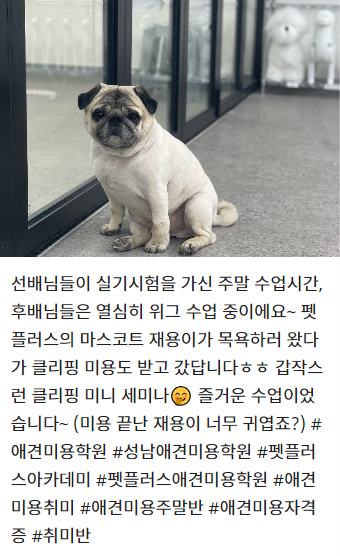 선배님들이 실기시험을 가신 주말 수업시간,
후배님들은 열심히 위그 수업 중이에요~ 펫
플러스의 마스코트 재용이가 목욕하러 왔다
가 클리핑 미용도 받고 갔답니다ㅎㅎ 갑작스
런 클리핑 미니 세미나🤭 즐거운 수업이었
습니다~ (미용 끝난 재용이 너무 귀엽죠?) #
애견미용학원 #성남애견미용학원 #펫플러
스아카데미 #펫플러스애견미용학원 #애견
미용취미 #애견미용주말반 #애견미용자격
증 #취미반